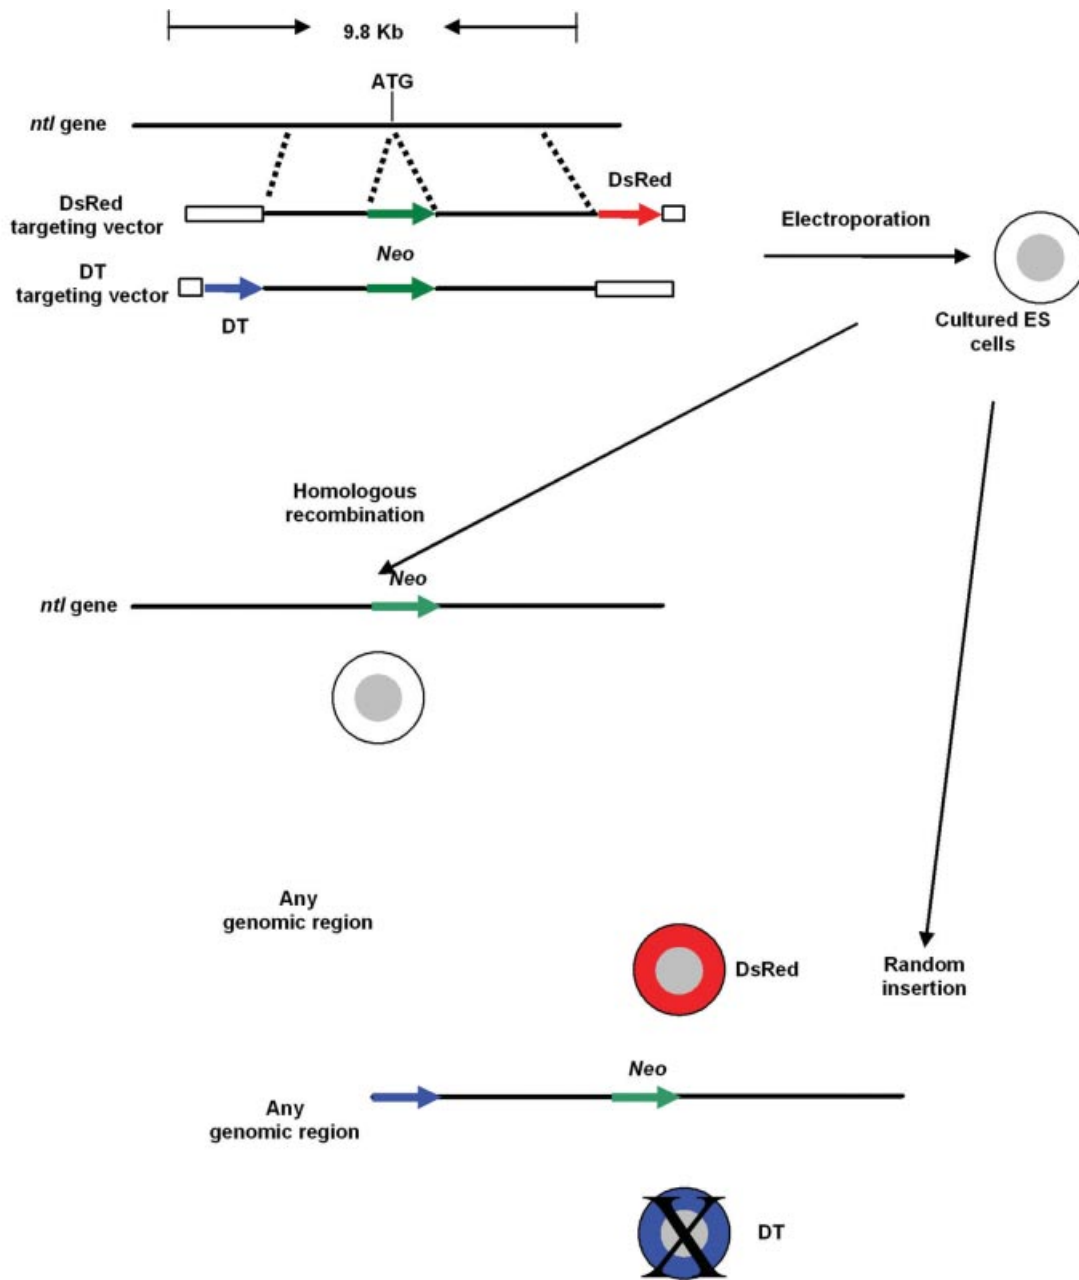 9.8 Kb
ATG
ntl gene
DsRed
DsRed
targeting vector
Electroporation
Neo
DT
targeting vector
DT
Cultured ES
cells
Homologous
recombination
Neo
ntl gene
Any
genomic region
DsRed
Random
insertion
Neo
Any
genomic region
X
DT